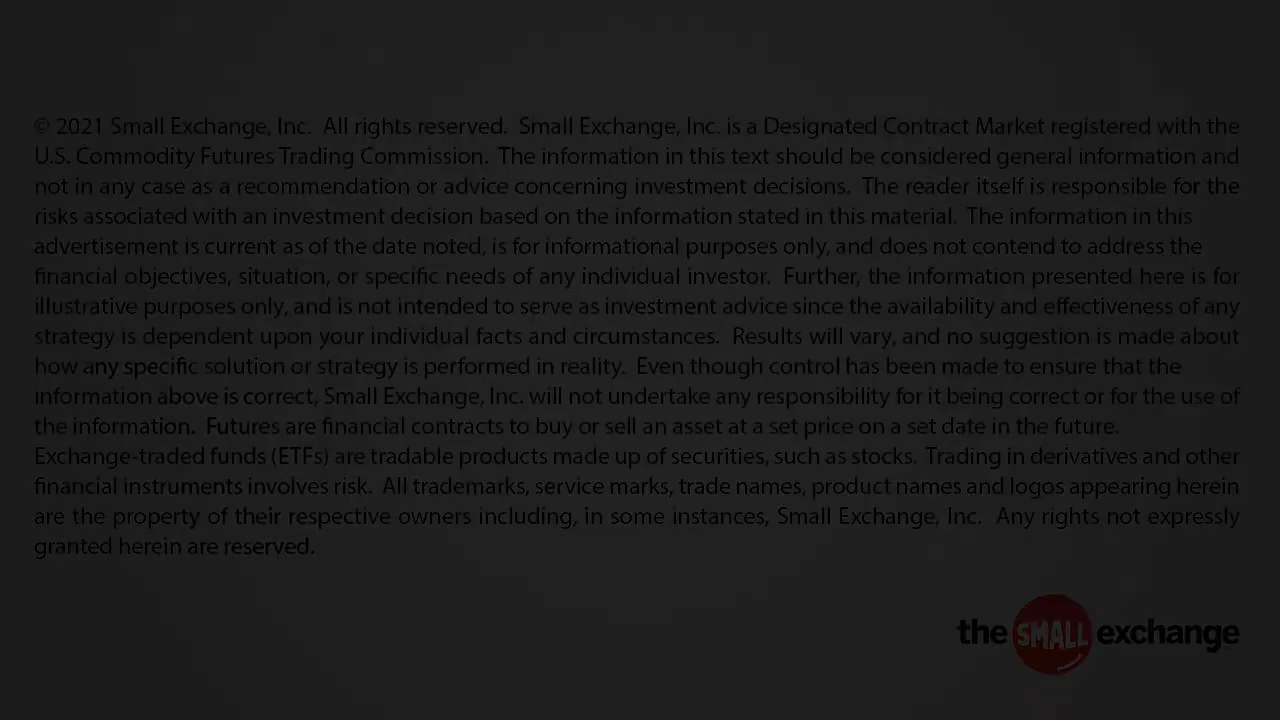 © 2021 Small Exchange, Inc.  All rights reserved.  Small Exchange, Inc. is a Designated Contract Market registered with the
U.S. Commodity Futures Trading Commission.  The information in this text should be considered general information and
not in any case as a recommendation or advice concerning investment decisions.  The reader itself is responsible for the
risks associated with an investment decision based on the information stated in this material.  The information in this
advertisement is current as of the date noted, is for informational purposes only, and does not contend to address the
financial objectives, situation, or specific needs of any individual investor.  Further, the information presented here is for
illustrative purposes only, and is not intended to serve as investment advice since the availability and effectiveness of any
strategy is dependent upon your individual facts and circumstances.  Results will vary, and no suggestion is made about
how any specific solution or strategy is performed in reality.  Even though control has been made to ensure that the
information above is correct, Small Exchange, Inc. will not undertake any responsibility for it being correct or for the use of
the information.  Futures are financial contracts to buy or sell an asset at a set price on a set date in the future.
Exchange-traded funds (ETFs) are tradable products made up of securities, such as stocks.  Trading in derivatives and other
financial instruments involves risk.  All trademarks, service marks, trade names, product names and logos appearing herein
are the property of their respective owners including, in some instances, Small Exchange, Inc.  Any rights not expressly
granted herein are reserved.
the SMALL exchange